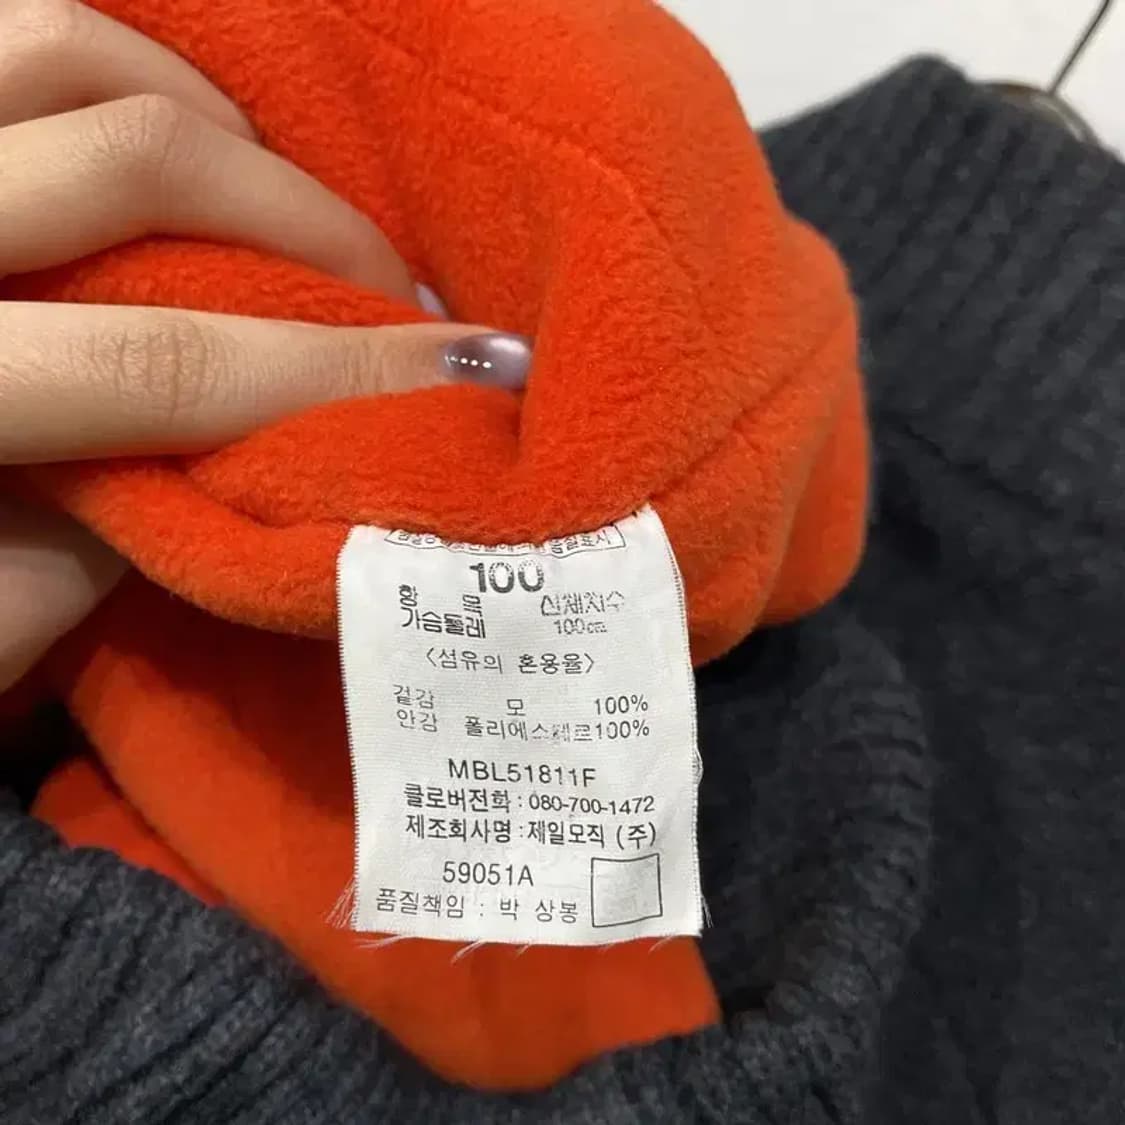 100
항 목 신체치수
가슴둘레 100cm
<섬유의 혼용율>
겉감 모 100%
안감 폴리에스테르100%
MBL51811F
클로버전화 : 080-700-1472
제조회사명 : 제일모직 (주)
59051A
품질책임 : 박 상봉